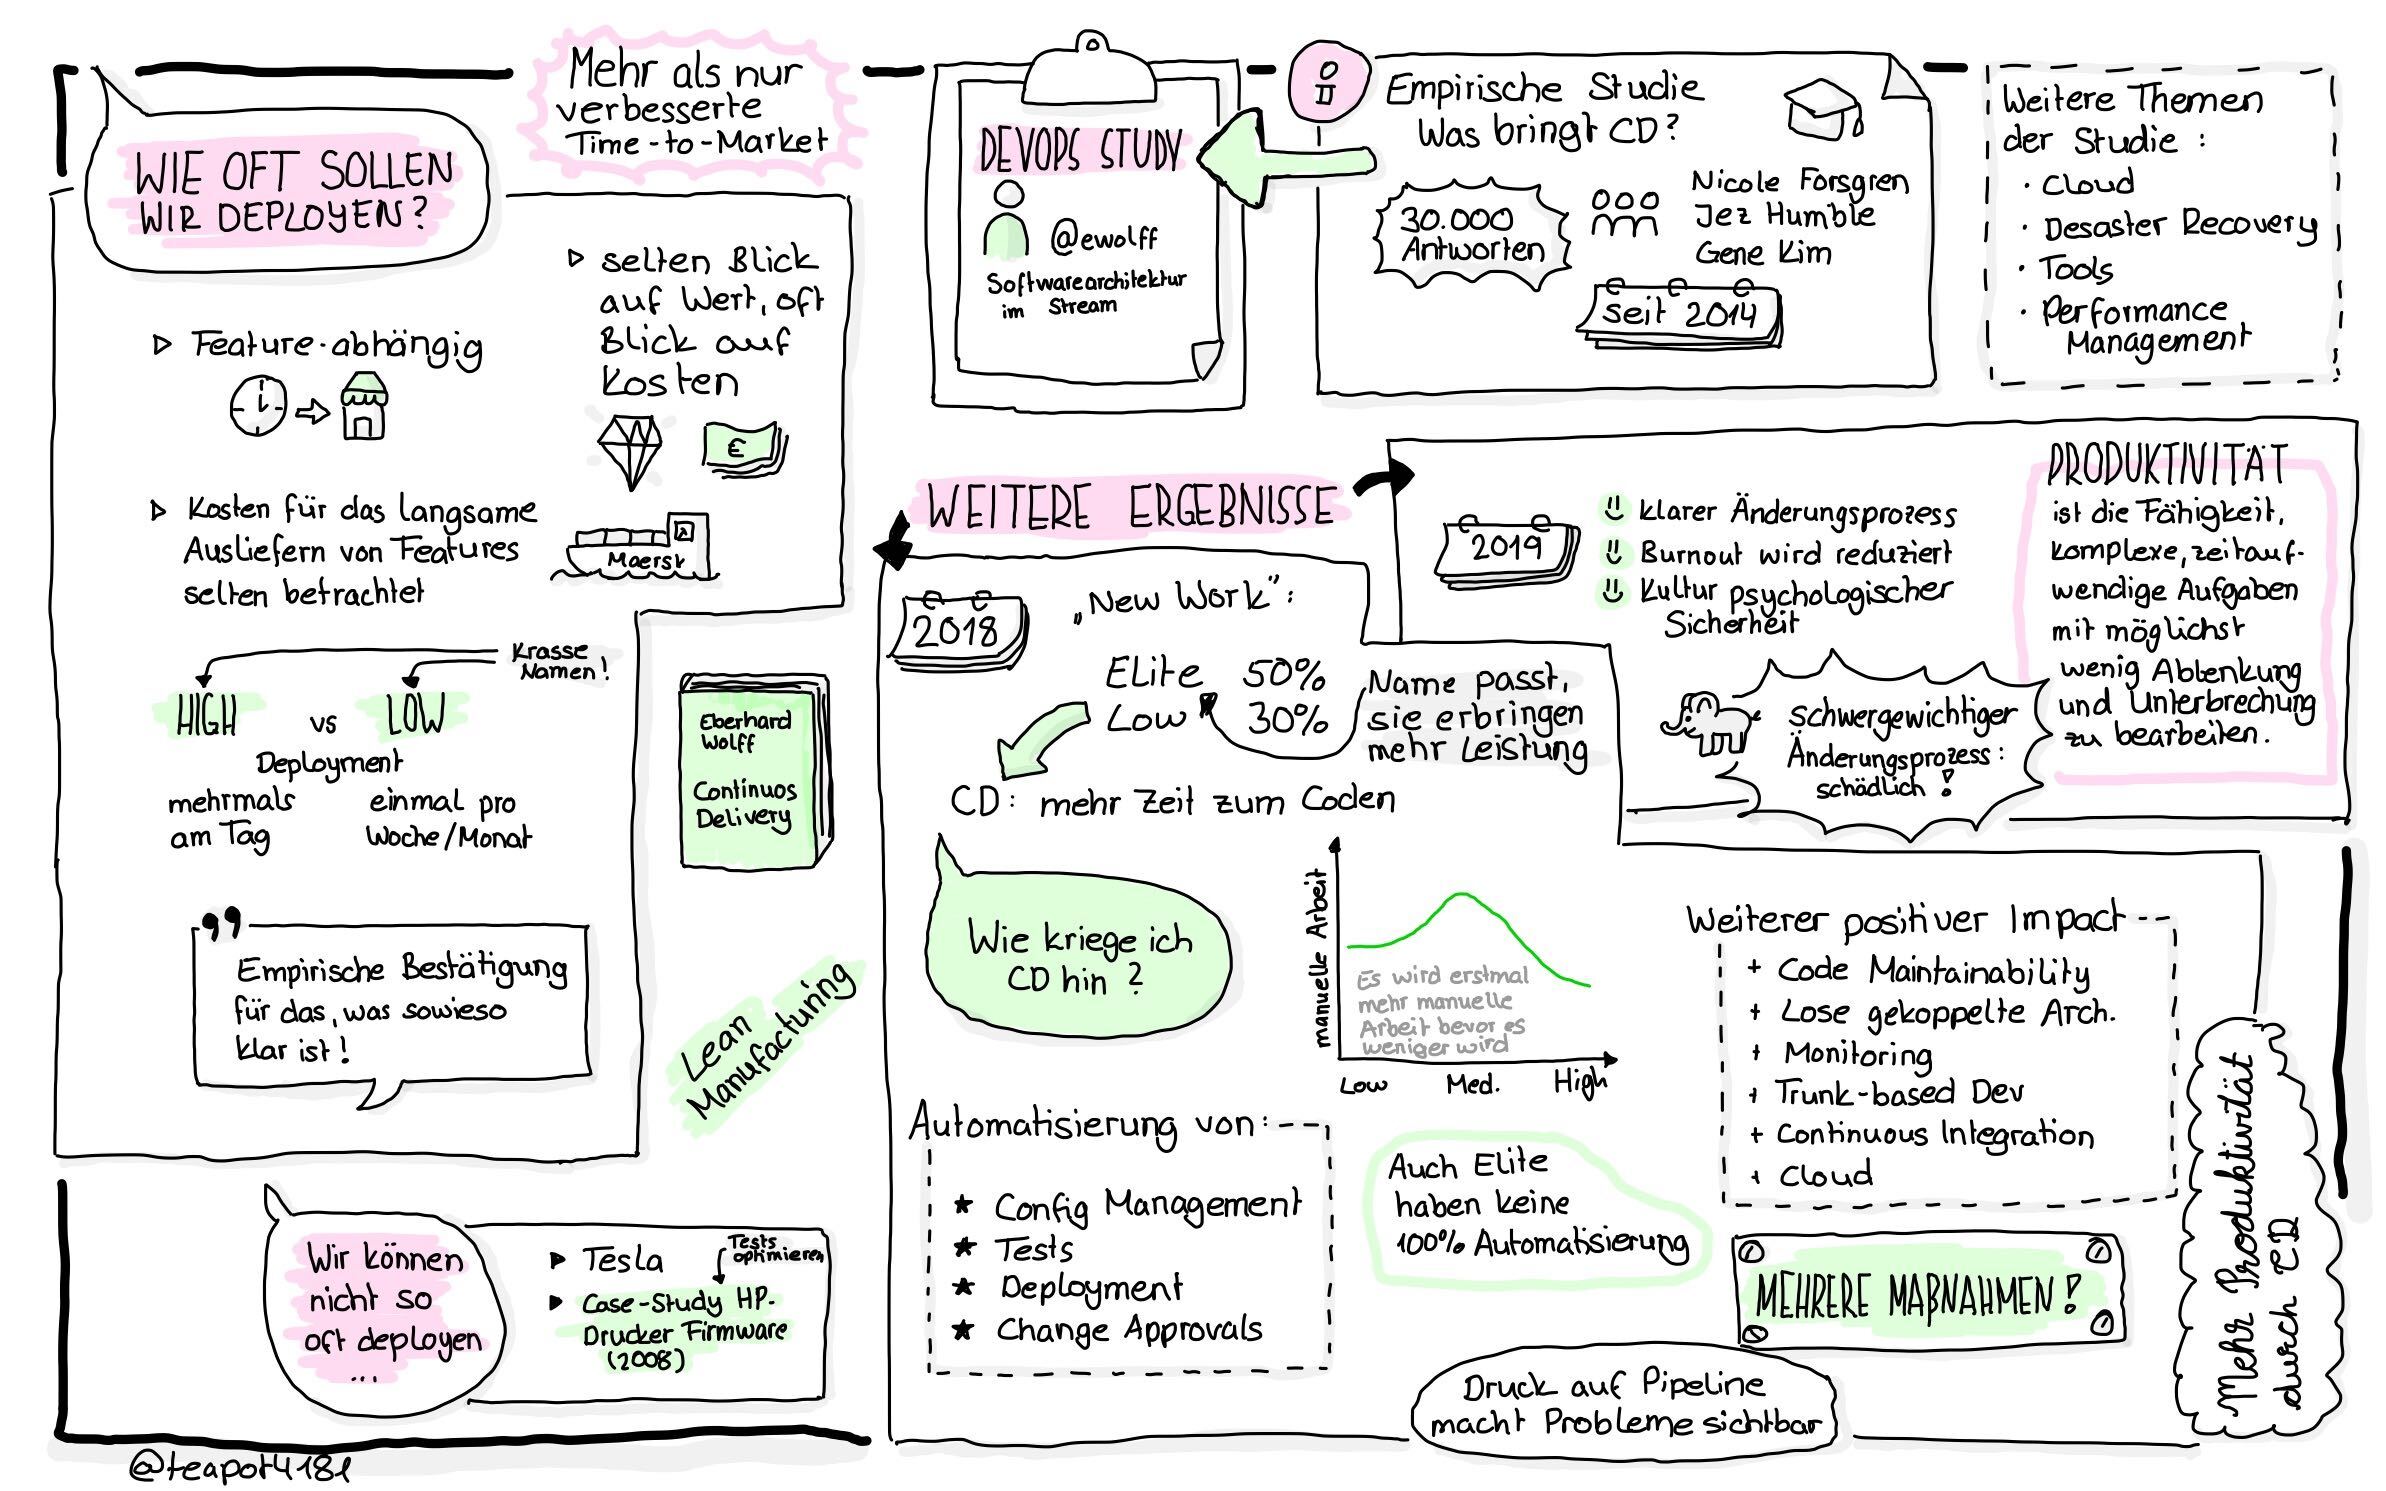 Mehr als nur
verbesserte
Time-to-Market
WIE OFT SOLLEN
WIR DEPLOYEN?
▷ Feature-abhängig
▷ selten Blick
auf Wert, oft
Blick auf
Kosten
€
▷ Kosten für das langsame
Ausliefern von Features
selten betrachtet
Maersk
Krasse
Namen!
HIGH vs LOW
Deployment
mehrmals
am Tag
einmal pro
Woche/Monat
Empirische Bestätigung
für das, was sowieso
klar ist!
Eberhard
Wolff
Continuos
Delivery
Lean
Manufactuning
Wir können
nicht so
oft deployen
...
▶ Tesla
Tests
optimieren
▶ Case-Study HP-
Drucker Firmware
(2008)
@teapot4181
DEVOPS STUDY
@ewolff
Softwarearchitektur
im Stream
Empirische Studie
Was bringt CD?
30.000
Antworten
Nicole Forsgren
Jez Humble
Gene Kim
seit 2014
Weitere Themen
der Studie:
· Cloud
· Desaster Recovery
· Tools
· Performance
Management
WEITERE ERGEBNISSE
2018
„New Work":
Elite 50%
Low 30%
Name passt,
sie erbringen
mehr Leistung
CD: mehr Zeit zum Coden
Wie kriege ich
CD hin?
manuelle Arbeit
Es wird erstmal
mehr manuelle
Arbeit bevor es
weniger wird
Low Med. High
Automatisierung von:
★ Config Management
★ Tests
★ Deployment
★ Change Approvals
Auch Elite
haben keine
100% Automatisierung
2019
klarer Änderungsprozess
Burnout wird reduziert
Kultur psychologischer
Sicherheit
Schwergewichtiger
Änderungsprozess:
schädlich!
PRODUKTIVITÄT
ist die Fähigkeit,
komplexe, zeitauf-
wendige Aufgaben
mit möglichst
wenig Ablenkung
und Unterbrechung
zu bearbeiten.
Weiterer positiver Impact
+ Code Maintainability
+ Lose gekoppelte Arch.
+ Monitoring
+ Trunk-based Dev
+ Continuous Integration
+ Cloud
MEHRERE MAßNAHMEN!
Druck auf Pipeline
macht Probleme sichtbar
Mehr Produktivität
durch CD